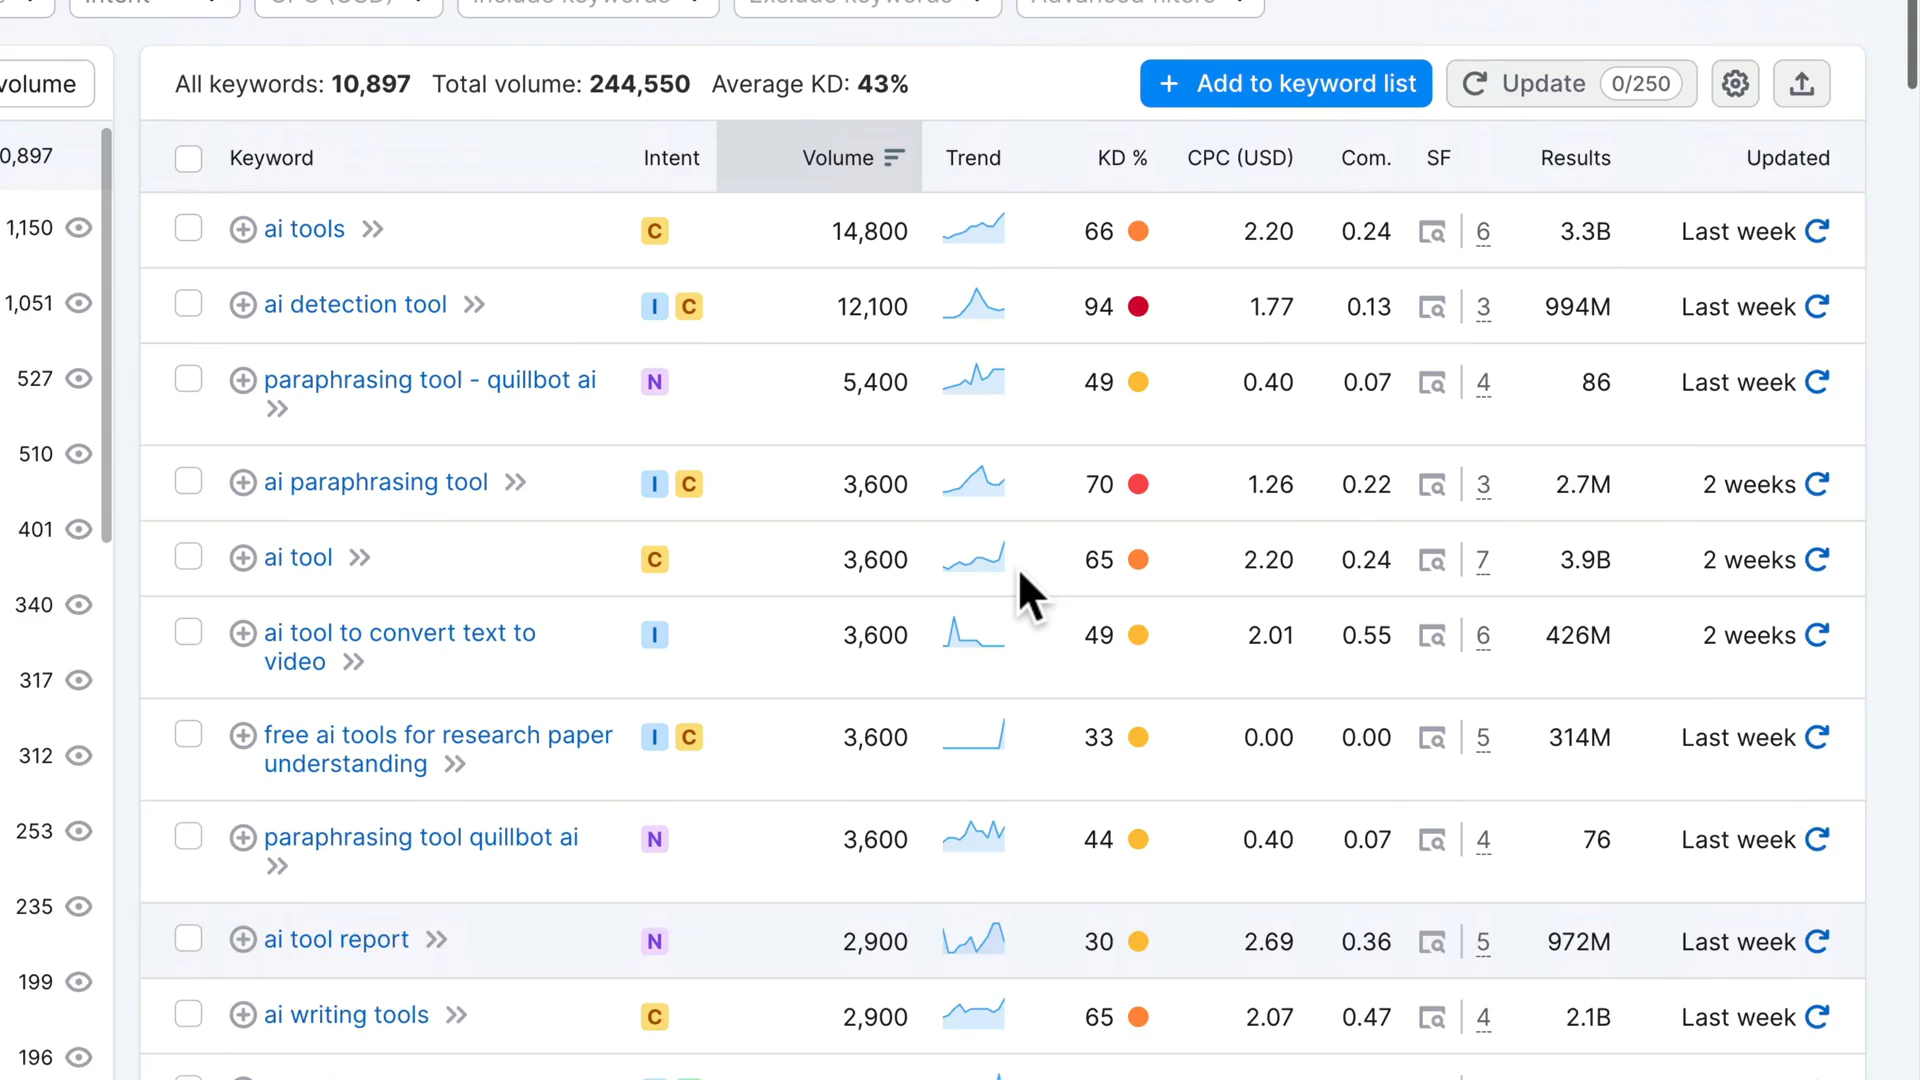 Intent CPC (USD) Include keywords Exclude keywords Advanced filters
volume
All keywords: 10,897 Total volume: 244,550 Average KD: 43% + Add to keyword list Update 0/250
Keyword Intent Volume Trend KD % CPC (USD) Com. SF Results Updated
0,897
1,150
ai tools C 14,800 66 2.20 0.24 6 3.3B Last week
1,051
ai detection tool I C 12,100 94 1.77 0.13 3 994M Last week
527
paraphrasing tool - quillbot ai N 5,400 49 0.40 0.07 4 86 Last week
510
ai paraphrasing tool I C 3,600 70 1.26 0.22 3 2.7M 2 weeks
401
ai tool C 3,600 65 2.20 0.24 7 3.9B 2 weeks
340
ai tool to convert text to I 3,600 49 2.01 0.55 6 426M 2 weeks
video
317
free ai tools for research paper I C 3,600 33 0.00 0.00 5 314M Last week
understanding
312
253
paraphrasing tool quillbot ai N 3,600 44 0.40 0.07 4 76 Last week
235
ai tool report N 2,900 30 2.69 0.36 5 972M Last week
199
ai writing tools C 2,900 65 2.07 0.47 4 2.1B Last week
196